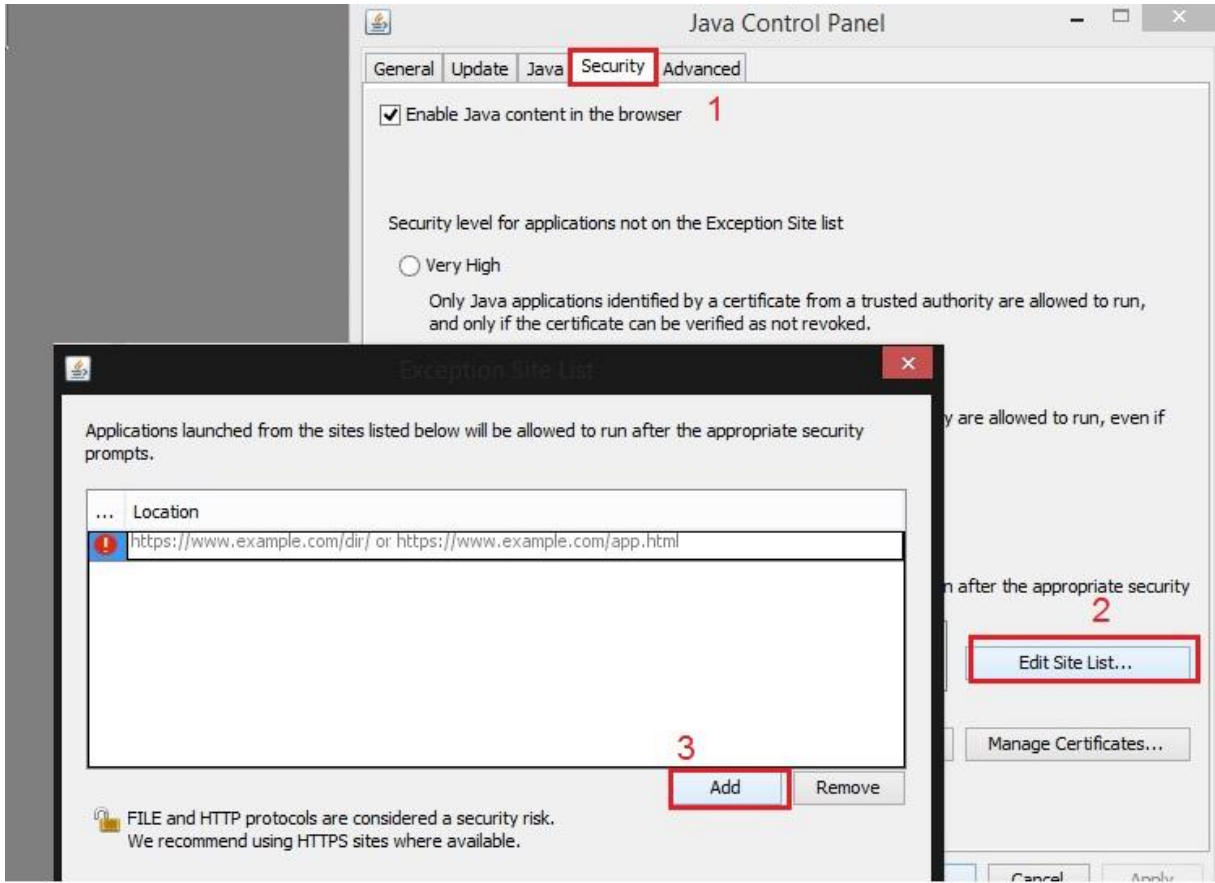 Java Control Panel
General Update Java Security Advanced
Enable Java content in the browser 1
Security level for applications not on the Exception Site list
Very High
Only Java applications identified by a certificate from a trusted authority are allowed to run,
and only if the certificate can be verified as not revoked.
Exception Site List
y are allowed to run, even if
Applications launched from the sites listed below will be allowed to run after the appropriate security
prompts.
... Location
https://www.example.com/dir/ or https://www.example.com/app.html
n after the appropriate security
2
Edit Site List...
3
Manage Certificates...
Add Remove
FILE and HTTP protocols are considered a security risk.
We recommend using HTTPS sites where available.
Cancel Apply